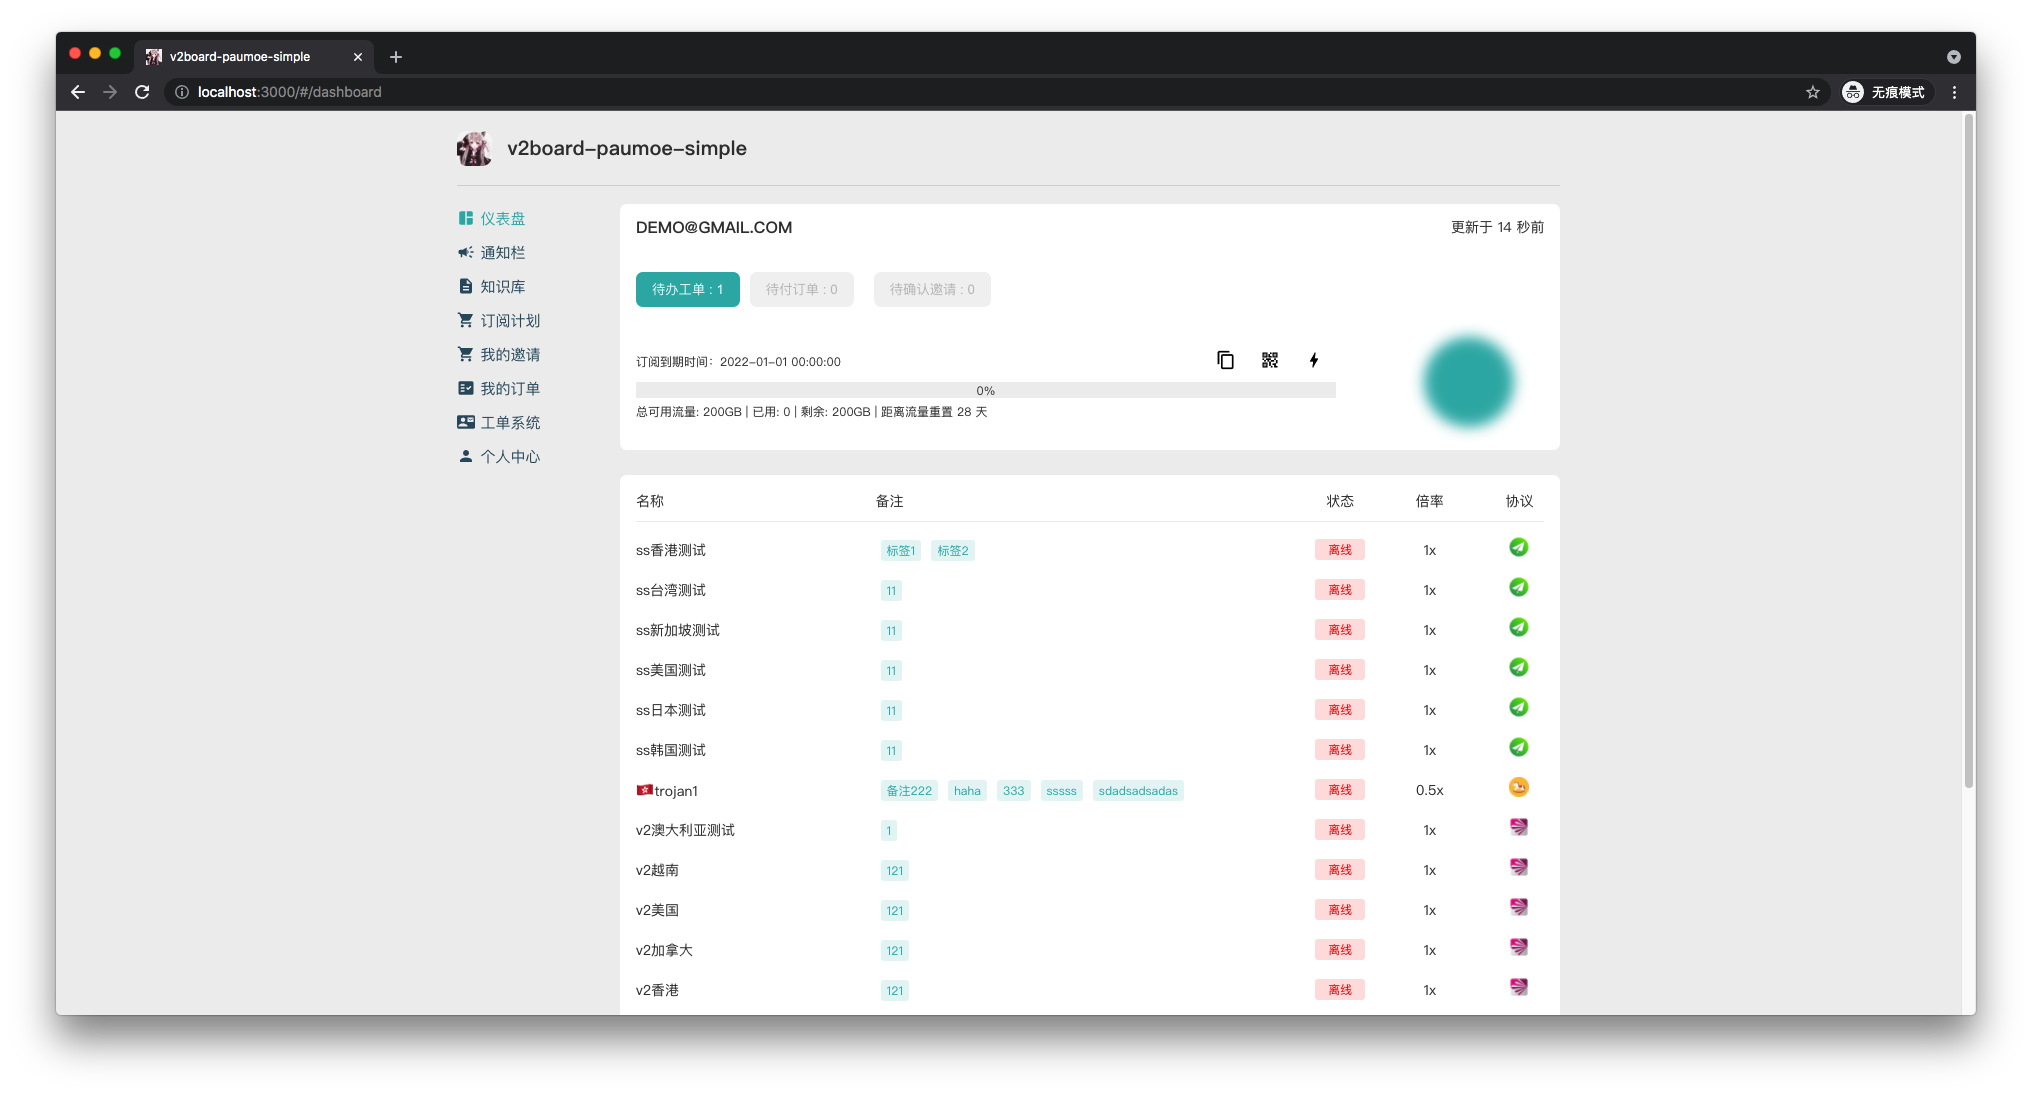 v2board-paumoe-simple
localhost:3000/#/dashboard
无痕模式
v2board-paumoe-simple
仪表盘
通知栏
知识库
订阅计划
我的邀请
我的订单
工单系统
个人中心
DEMO@GMAIL.COM
更新于 14 秒前
待办工单 : 1
待付订单 : 0
待确认邀请 : 0
订阅到期时间：2022-01-01 00:00:00
0%
总可用流量: 200GB | 已用: 0 | 剩余: 200GB | 距离流量重置 28 天
名称 备注 状态 倍率 协议
ss香港测试 标签1 标签2 离线 1x
ss台湾测试 11 离线 1x
ss新加坡测试 11 离线 1x
ss美国测试 11 离线 1x
ss日本测试 11 离线 1x
ss韩国测试 11 离线 1x
🇭🇰trojan1 备注222 haha 333 sssss sdadsadsadas 离线 0.5x
v2澳大利亚测试 1 离线 1x
v2越南 121 离线 1x
v2美国 121 离线 1x
v2加拿大 121 离线 1x
v2香港 121 离线 1x